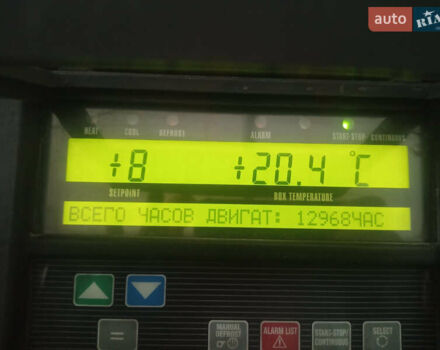 auto RIA
HEAT COOL DEFROST ALARM START-STOP CONTINUOUS
+8 +20.4 °C
SETPOINT BOX TEMPERATURE
ВСЕГО ЧАСОВ ДВИГАТ: 12968ЧАС
MANUAL DEFROST ALARM LIST START-STOP/ CONTINUOUS SELECT
=